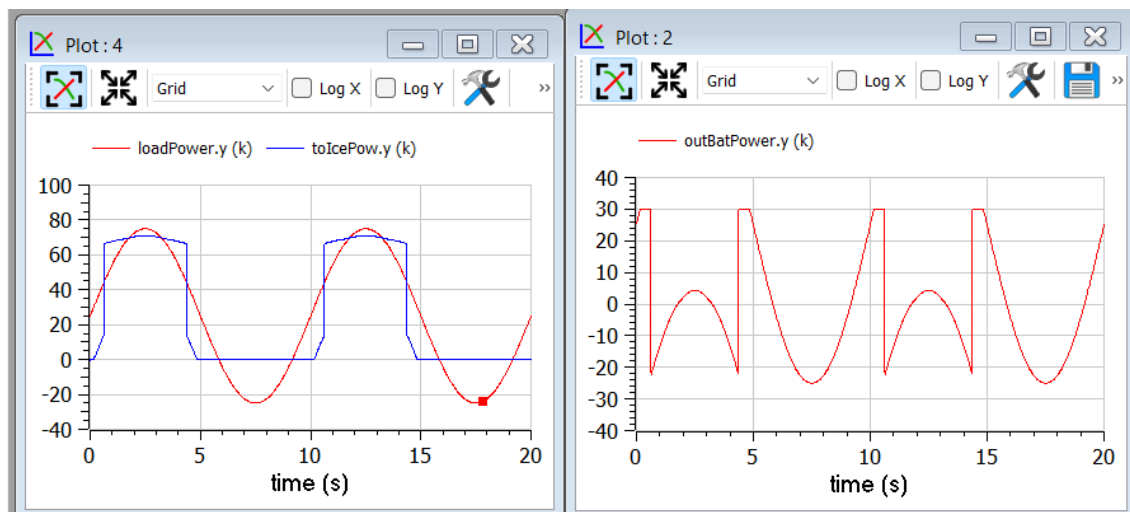 Plot : 4
Grid Log X Log Y »
loadPower.y (k) toIcePow.y (k)
100
80
60
40
20
0
-20
-40
0 5 10 15 20
time (s)
Plot : 2
Grid Log X Log Y »
outBatPower.y (k)
40
30
20
10
0
-10
-20
-30
-40
0 5 10 15 20
time (s)